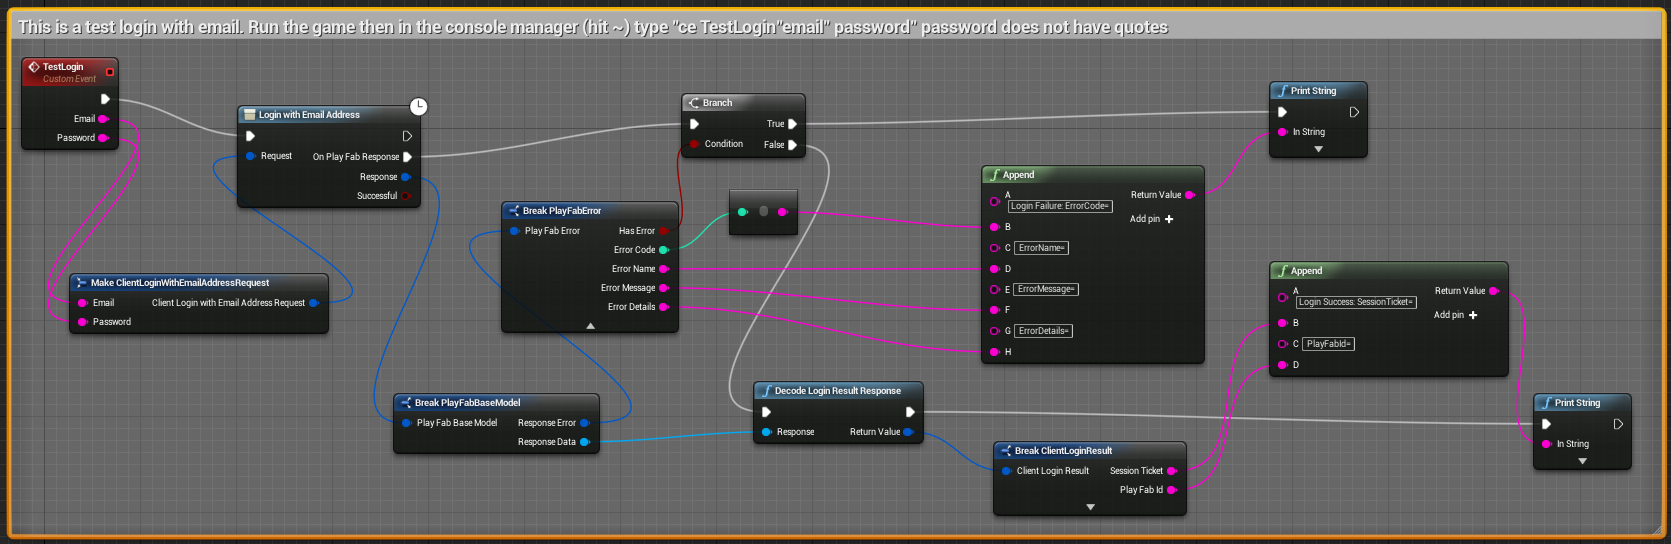 This is a test login with email. Run the game then in the console manager (hit ~) type "ce TestLogin"email" password" password does not have quotes
TestLogin
Custom Event
Email
Password
Login with Email Address
Request
On Play Fab Response
Response
Successful
Make ClientLoginWithEmailAddressRequest
Email
Client Login with Email Address Request
Password
Break PlayFabBaseModel
Play Fab Base Model
Response Error
Response Data
Break PlayFabError
Play Fab Error
Has Error
Error Code
Error Name
Error Message
Error Details
Branch
True
Condition
False
Decode Login Result Response
Response
Return Value
Append
A
Return Value
Login Failure: ErrorCode=
Add pin +
B
C ErrorName=
D
E ErrorMessage=
F
G ErrorDetails=
H
Break ClientLoginResult
Client Login Result
Session Ticket
Play Fab Id
Print String
In String
Append
A
Return Value
Login Success: SessionTicket=
Add pin +
B
C PlayFabId=
D
Print String
In String